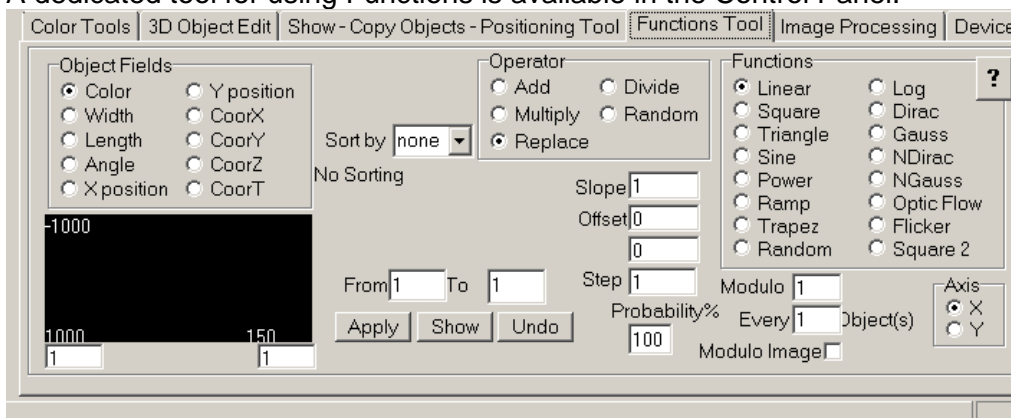 A dedicated tool for using Functions is available in the Control Panel.
Color Tools 3D Object Edit Show - Copy Objects - Positioning Tool Functions Tool Image Processing Device
Object Fields
Color
Width
Length
Angle
X position
Y position
CoorX
CoorY
CoorZ
CoorT
Sort by none
No Sorting
Operator
Add
Multiply
Replace
Divide
Random
Functions
Linear
Square
Triangle
Sine
Power
Ramp
Trapez
Random
Log
Dirac
Gauss
NDirac
NGauss
Optic Flow
Flicker
Square 2
?
-1000
1000 150
1 1
From 1 To 1
Apply Show Undo
Slope 1
Offset 0
0
Step 1
Probability%
100
Modulo 1
Every 1 Object(s)
Modulo Image
Axis
X
Y